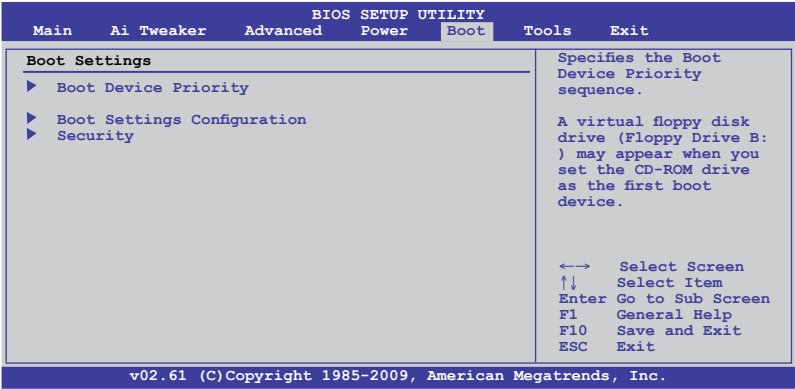 BIOS SETUP UTILITY
Main Ai Tweaker Advanced Power Boot Tools Exit
Boot Settings
Boot Device Priority
Boot Settings Configuration
Security
Specifies the Boot
Device Priority
sequence.
A virtual floppy disk
drive (Floppy Drive B:
) may appear when you
set the CD-ROM drive
as the first boot
device.
←→ Select Screen
↑↓ Select Item
Enter Go to Sub Screen
F1 General Help
F10 Save and Exit
ESC Exit
v02.61 (C)Copyright 1985-2009, American Megatrends, Inc.